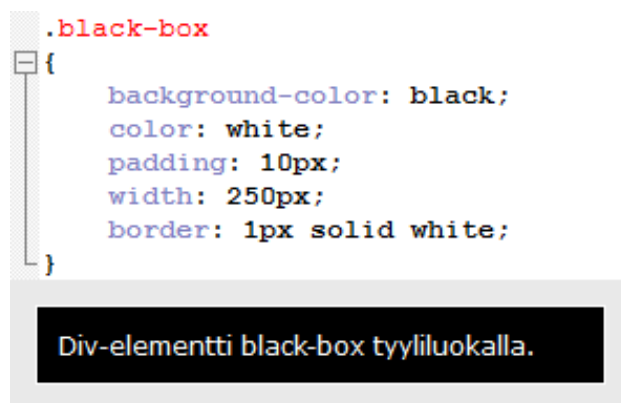 .black-box
{
background-color: black;
color: white;
padding: 10px;
width: 250px;
border: 1px solid white;
}
Div-elementti black-box tyyliluokalla.